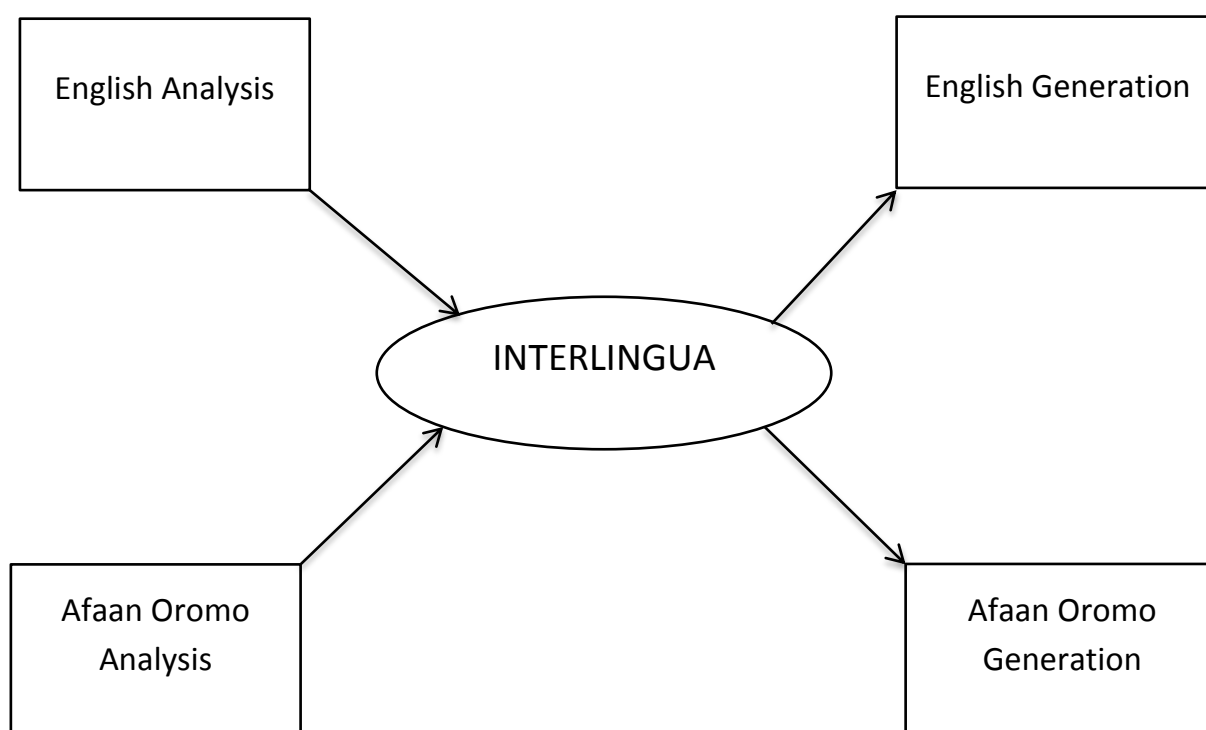 English Analysis
English Generation
INTERLINGUA
Afaan Oromo
Analysis
Afaan Oromo
Generation